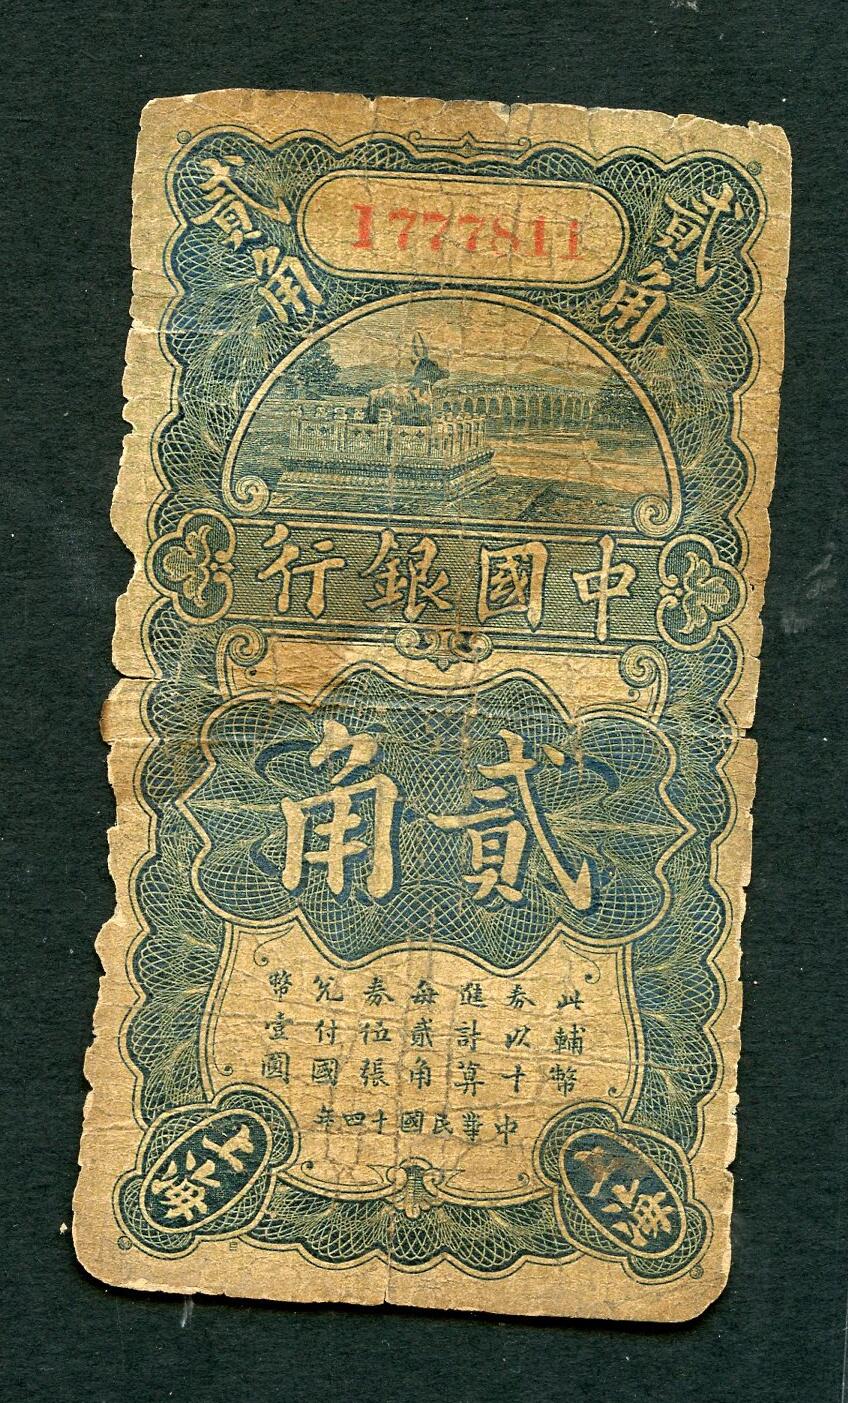 貳角
1777811
貳角
中國銀行
貳角
此輔幣
券以十
進計算
每貳角
券伍張
兌付國
幣壹圓
中華民國十四年
上海
上海